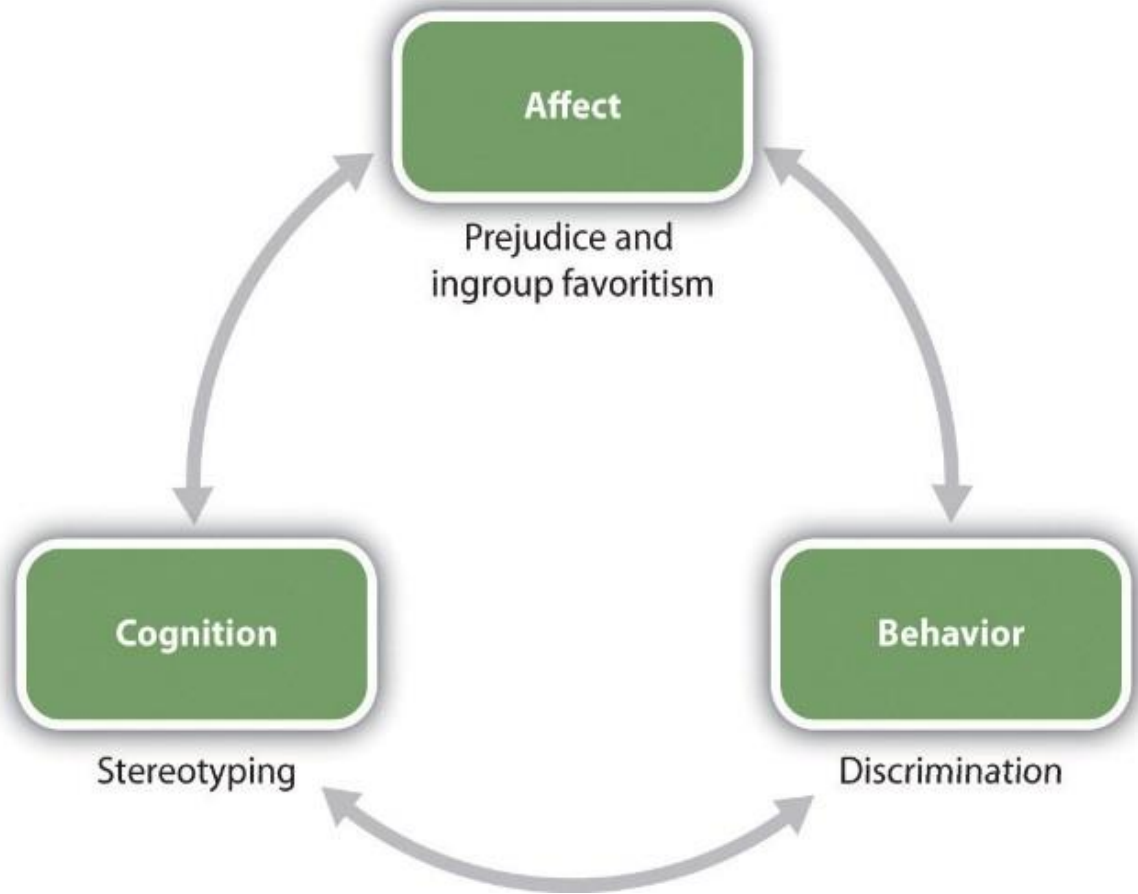 Affect
Prejudice and
ingroup favoritism
Cognition
Behavior
Stereotyping
Discrimination